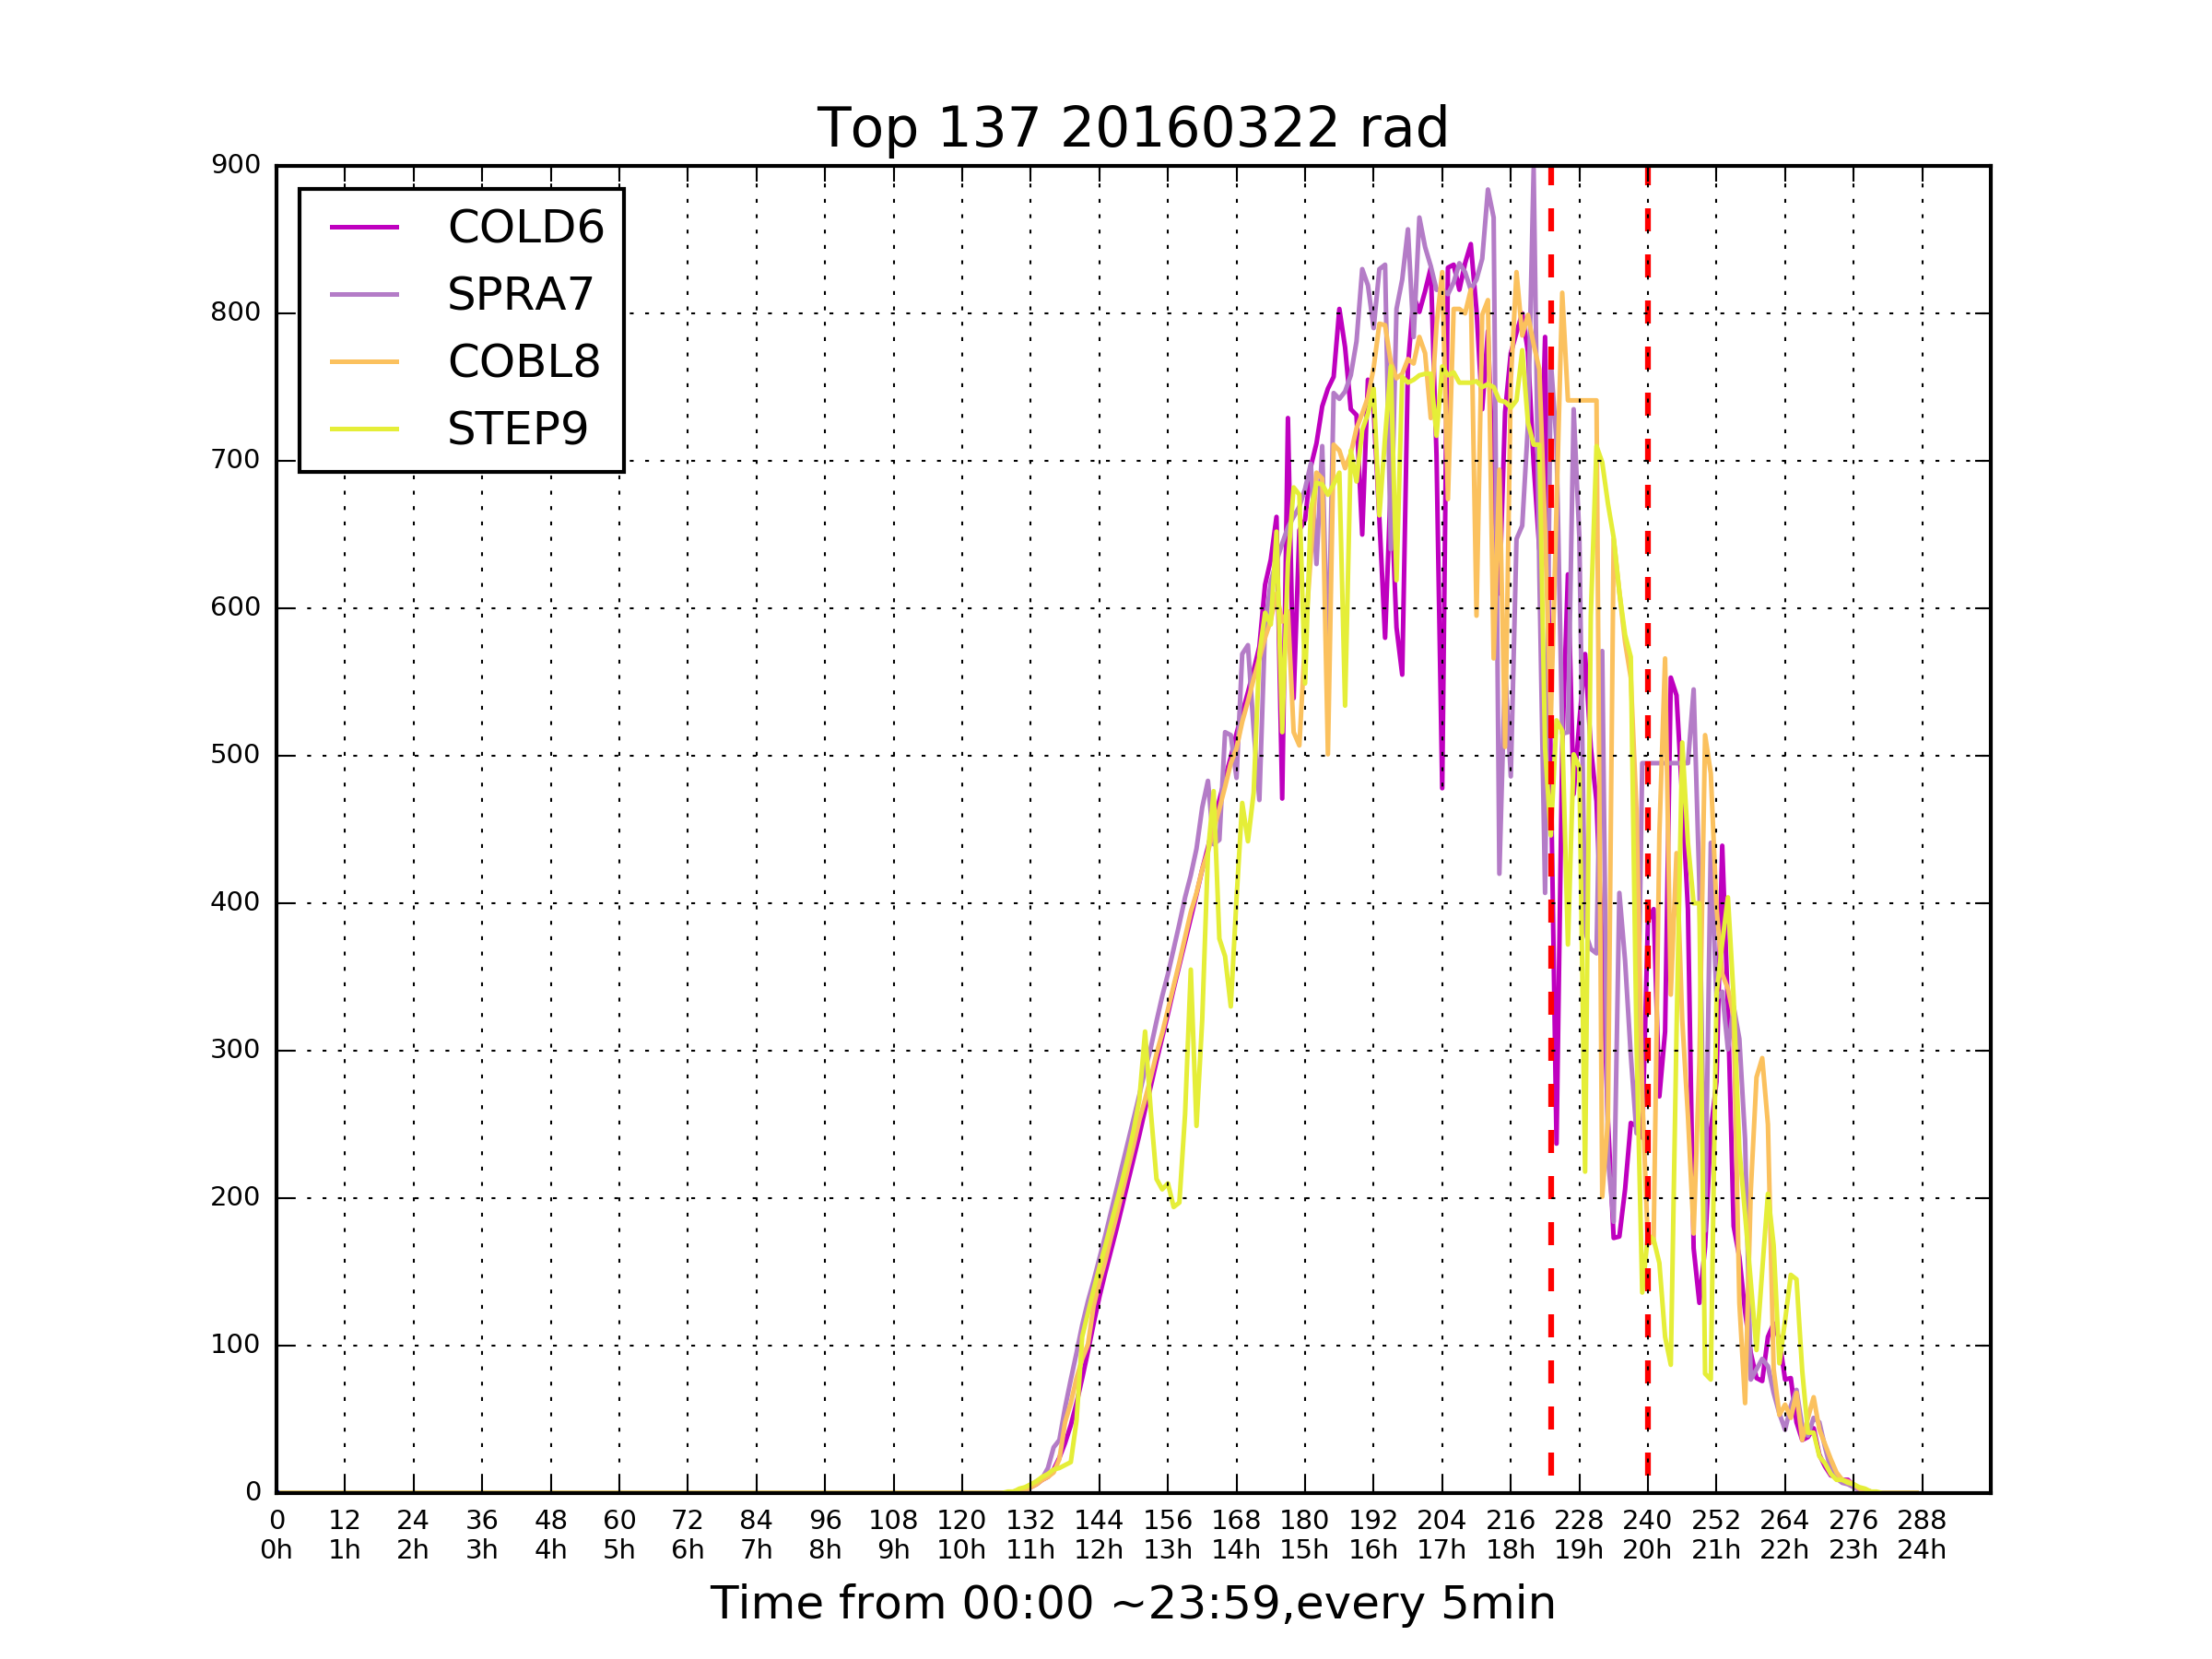 Top 137 20160322 rad
900
800
700
600
500
400
300
200
100
0
COLD6
SPRA7
COBL8
STEP9
0 12 24 36 48 60 72 84 96 108 120 132 144 156 168 180 192 204 216 228 240 252 264 276 288
0h 1h 2h 3h 4h 5h 6h 7h 8h 9h 10h 11h 12h 13h 14h 15h 16h 17h 18h 19h 20h 21h 22h 23h 24h
Time from 00:00 ~23:59,every 5min